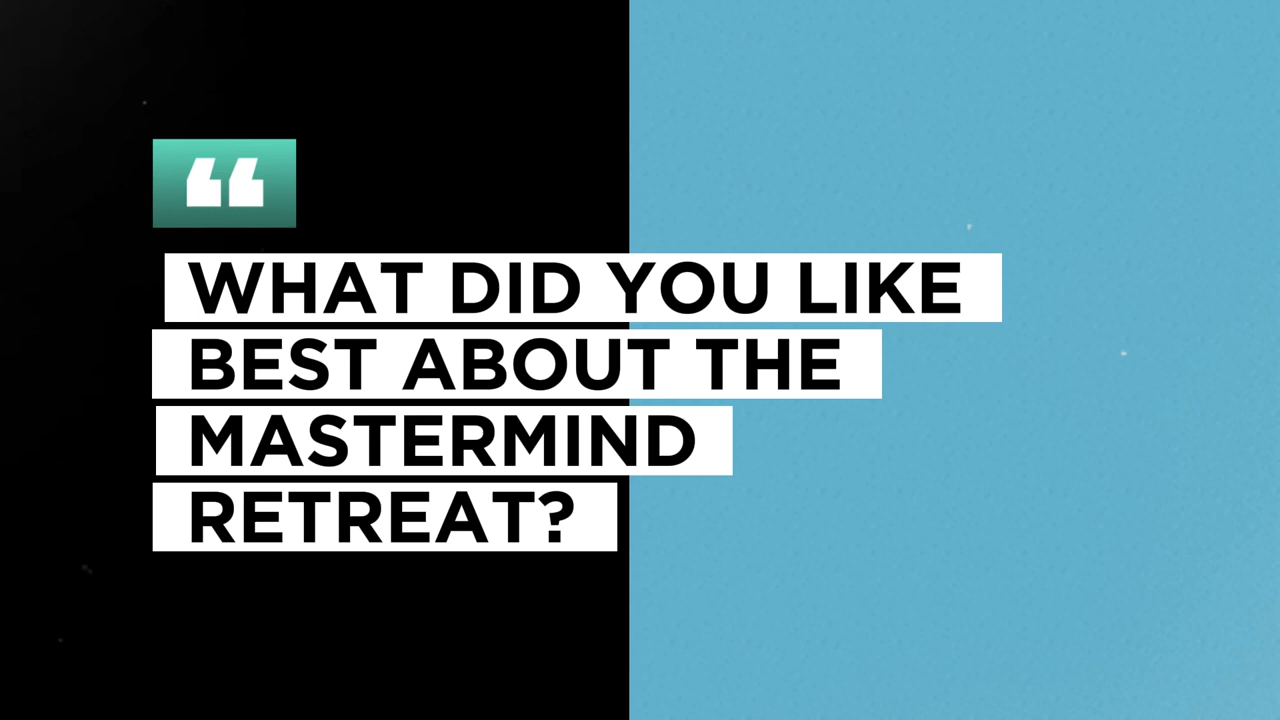 “
WHAT DID YOU LIKE
BEST ABOUT THE
MASTERMIND
RETREAT?